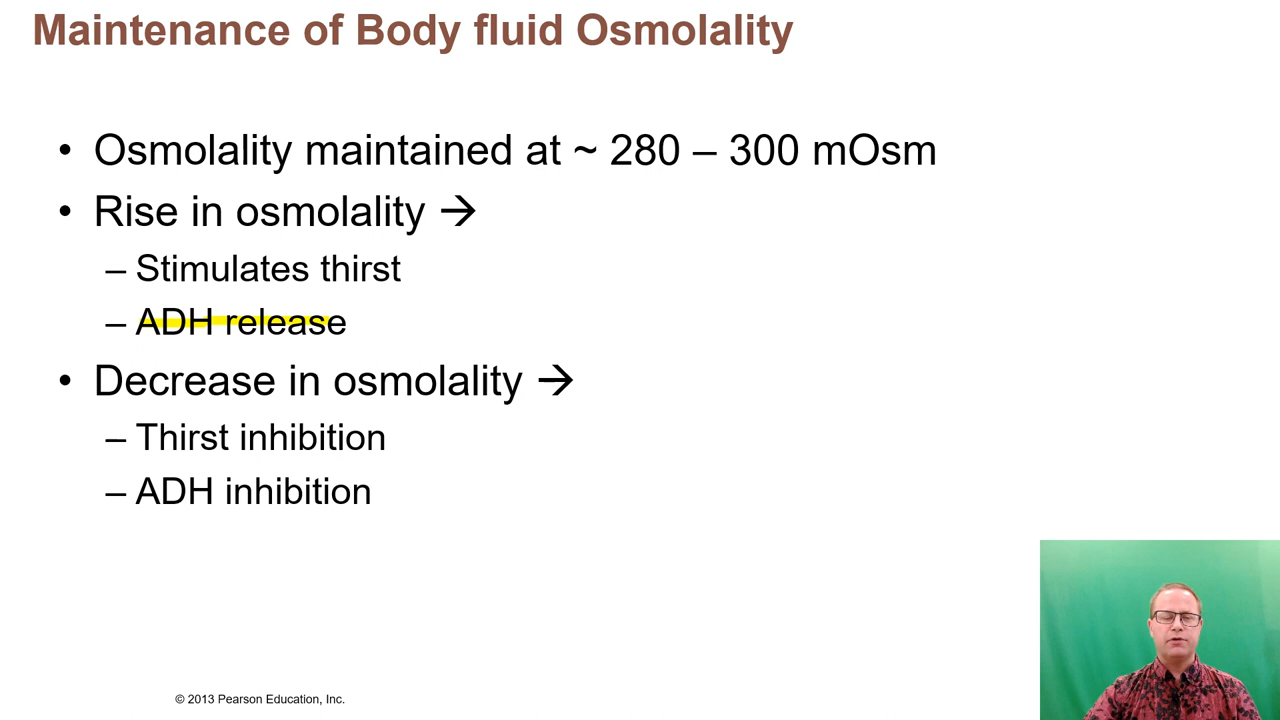 Maintenance of Body fluid Osmolality
• Osmolality maintained at ~ 280 – 300 mOsm
• Rise in osmolality →
– Stimulates thirst
– ADH release
• Decrease in osmolality →
– Thirst inhibition
– ADH inhibition
© 2013 Pearson Education, Inc.